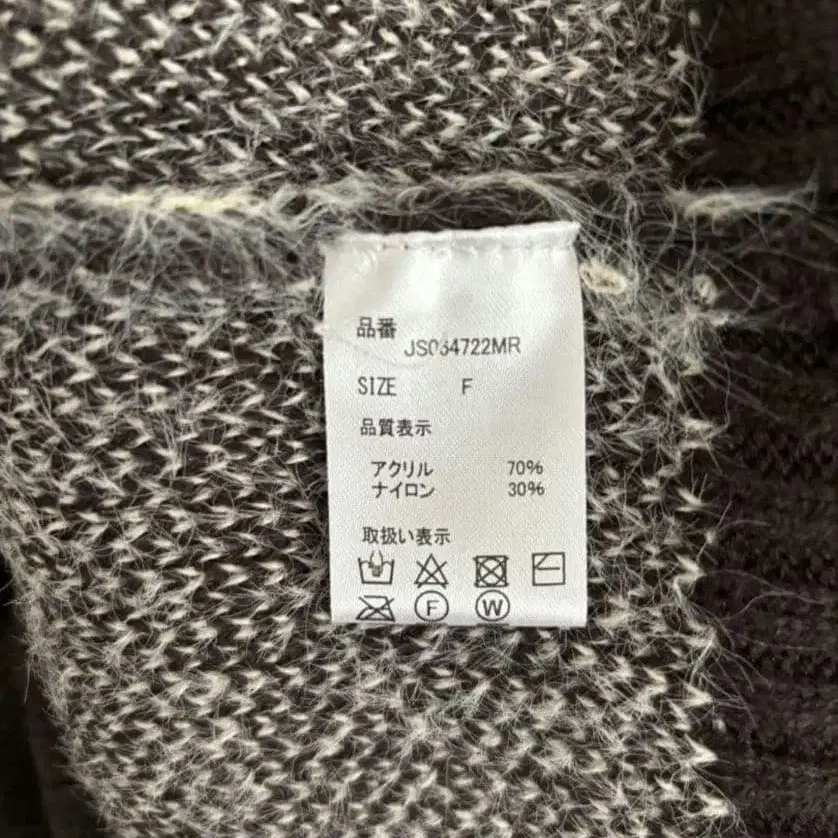 品番
JS034722MR
SIZE F
品質表示
アクリル 70%
ナイロン 30%
取扱い表示
F W